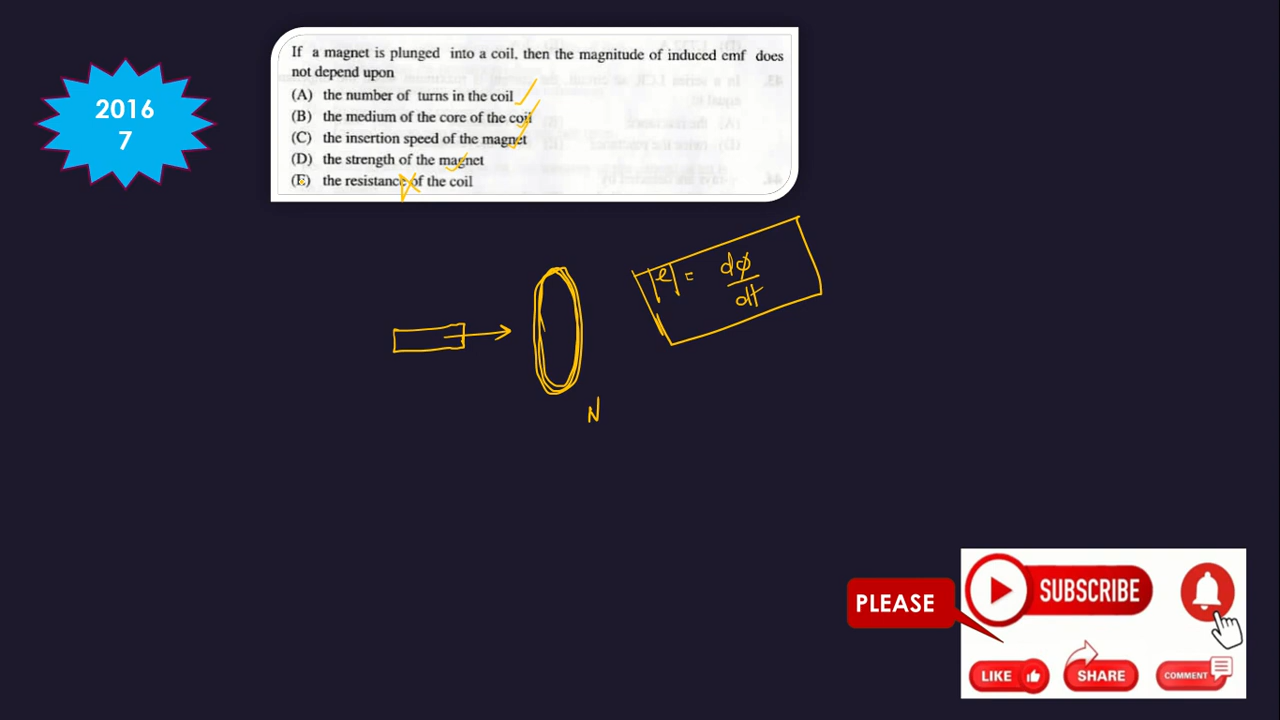 2016
7
If a magnet is plunged into a coil, then the magnitude of induced emf does
not depend upon
(A) the number of turns in the coil
(B) the medium of the core of the coil
(C) the insertion speed of the magnet
(D) the strength of the magnet
(E) the resistance of the coil
|e| = dφ/dt
N
PLEASE
SUBSCRIBE
LIKE
SHARE
COMMENT